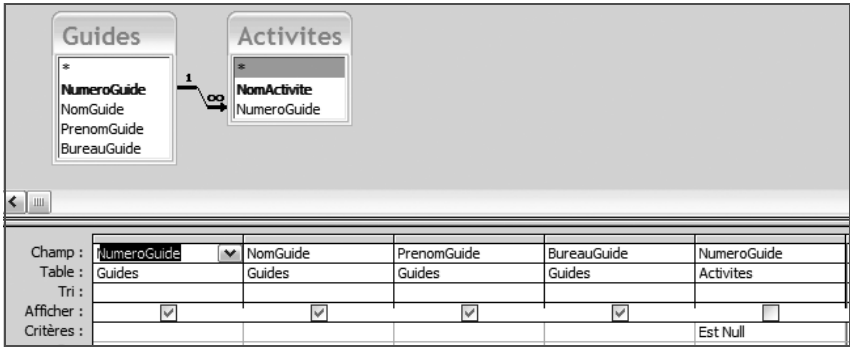 Guides
*
NumeroGuide
NomGuide
PrenomGuide
BureauGuide
1
∞
Activites
*
NomActivite
NumeroGuide
Champ : NumeroGuide NomGuide PrenomGuide BureauGuide NumeroGuide
Table : Guides Guides Guides Guides Activites
Tri :
Afficher :
Critères : Est Null